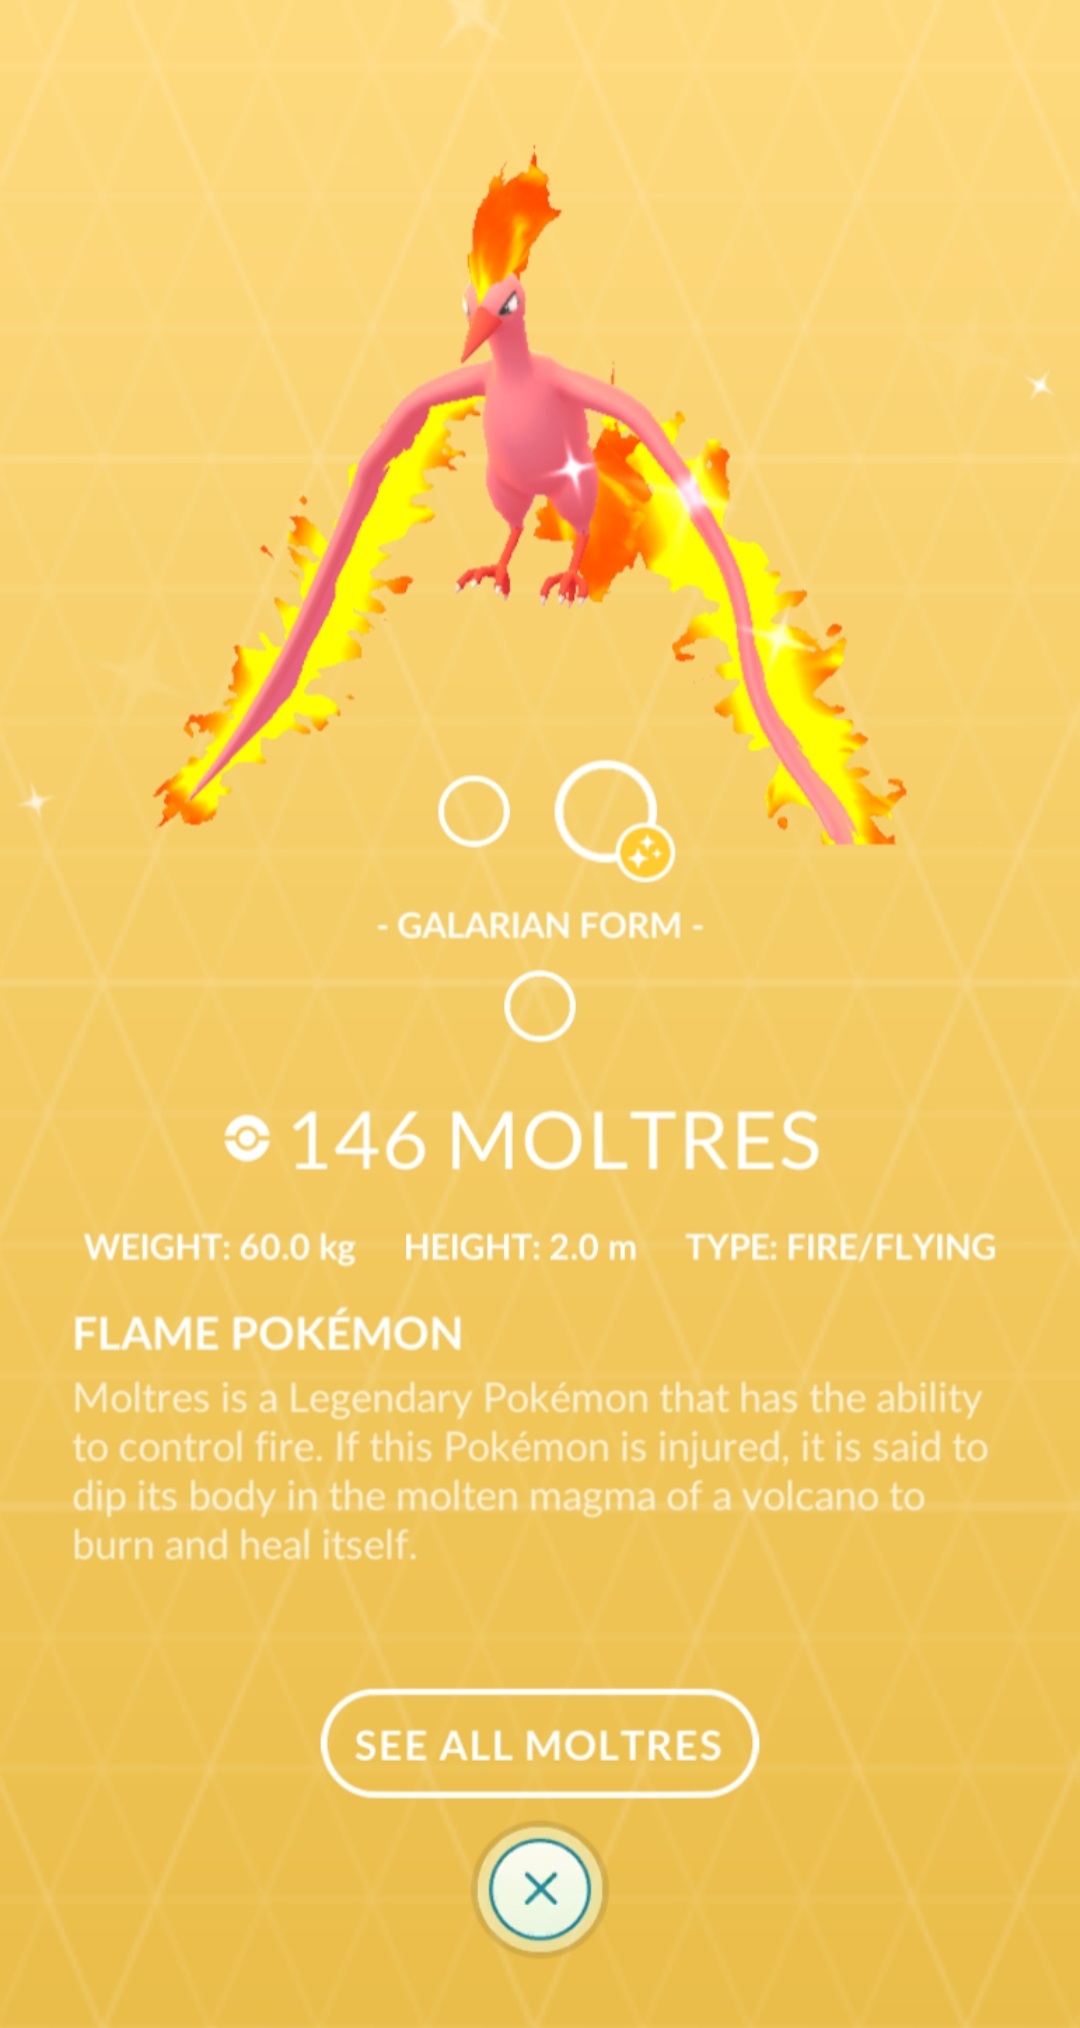 - GALARIAN FORM -
146 MOLTRES
WEIGHT: 60.0 kg HEIGHT: 2.0 m TYPE: FIRE/FLYING
FLAME POKÉMON
Moltres is a Legendary Pokémon that has the ability
to control fire. If this Pokémon is injured, it is said to
dip its body in the molten magma of a volcano to
burn and heal itself.
SEE ALL MOLTRES